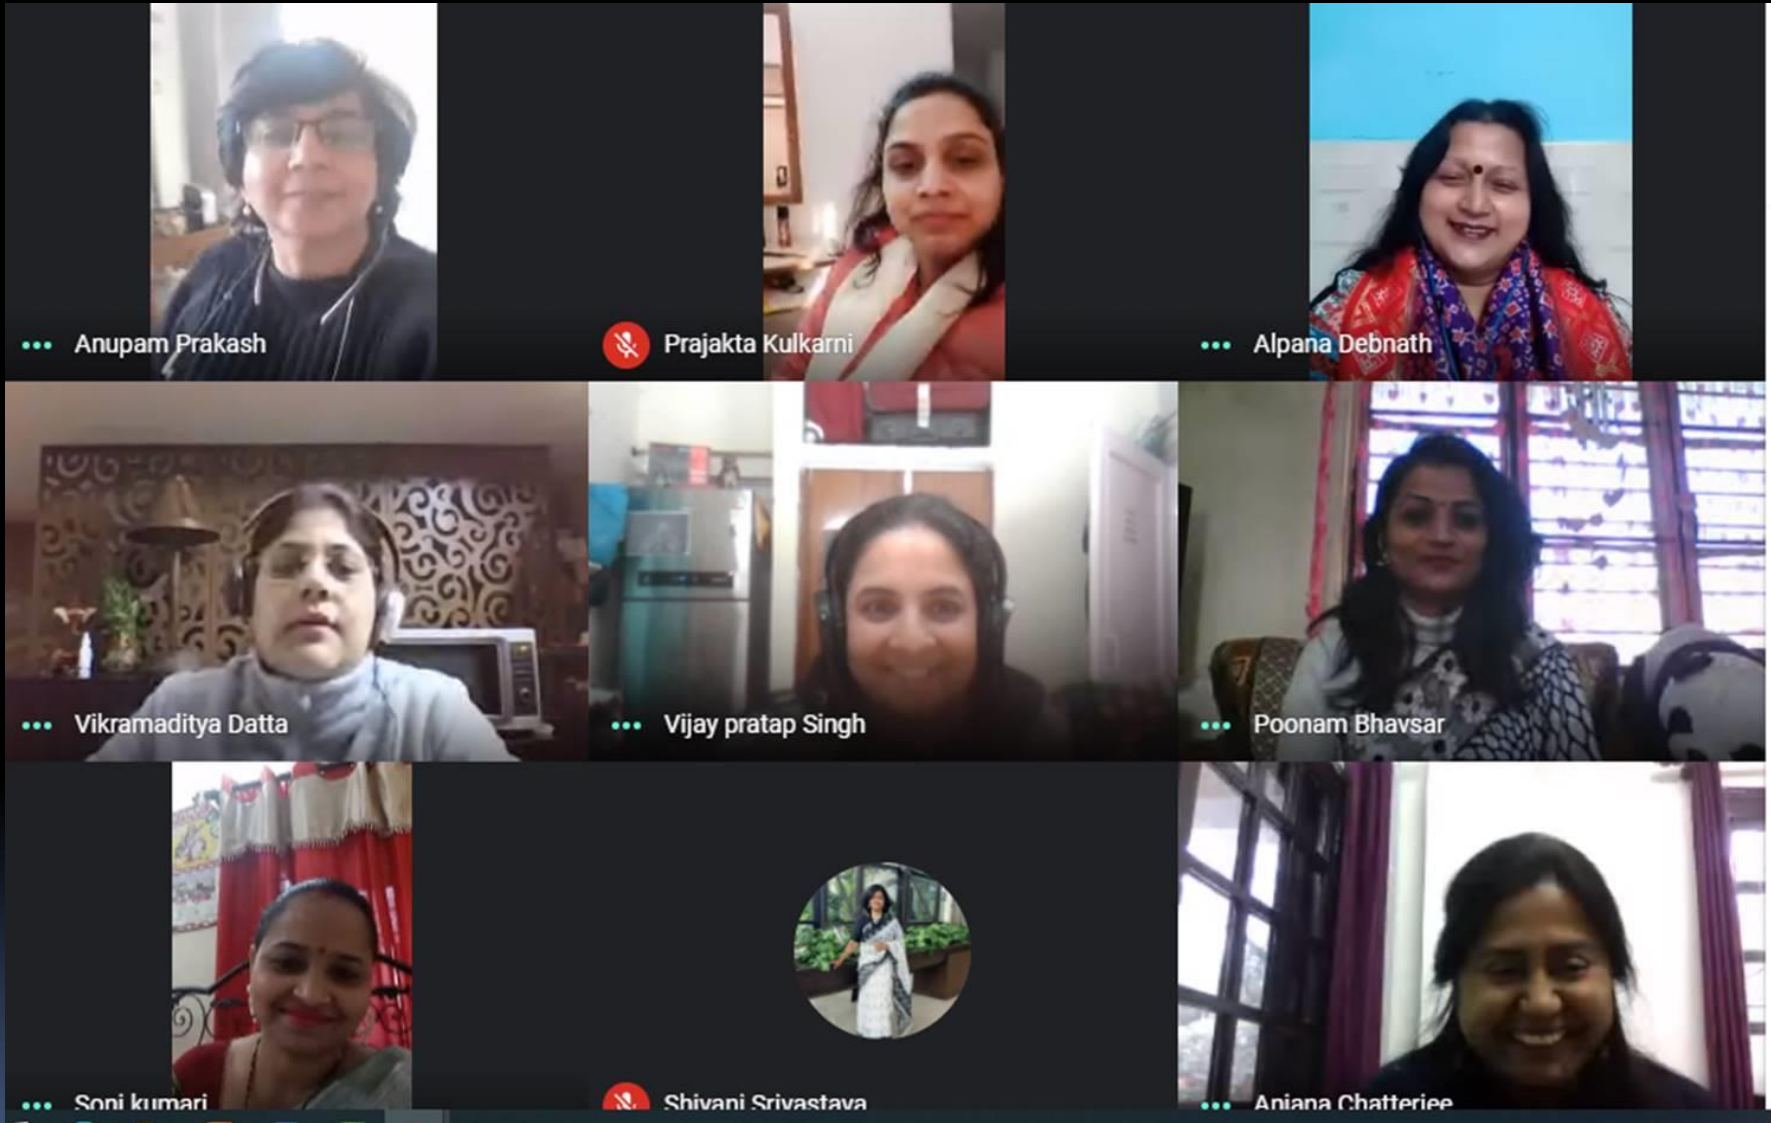 Anupam Prakash
Prajakta Kulkarni
Alpana Debnath
Vikramaditya Datta
Vijay pratap Singh
Poonam Bhavsar
Soni kumari
Shivani Srivastava
Anjana Chatterjee